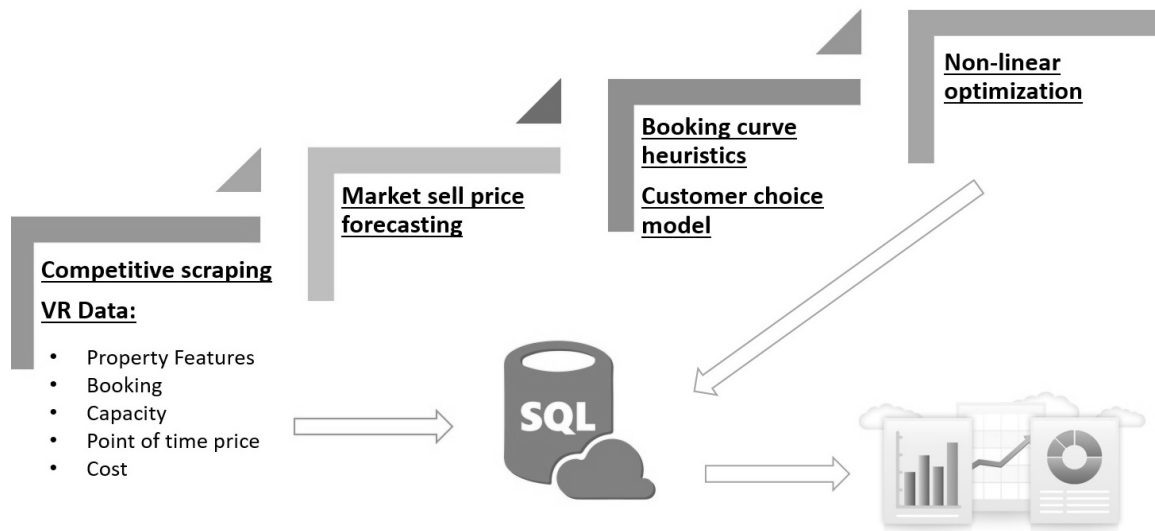 Competitive scraping
VR Data:
• Property Features
• Booking
• Capacity
• Point of time price
• Cost
Market sell price
forecasting
Booking curve
heuristics
Customer choice
model
Non-linear
optimization
SQL